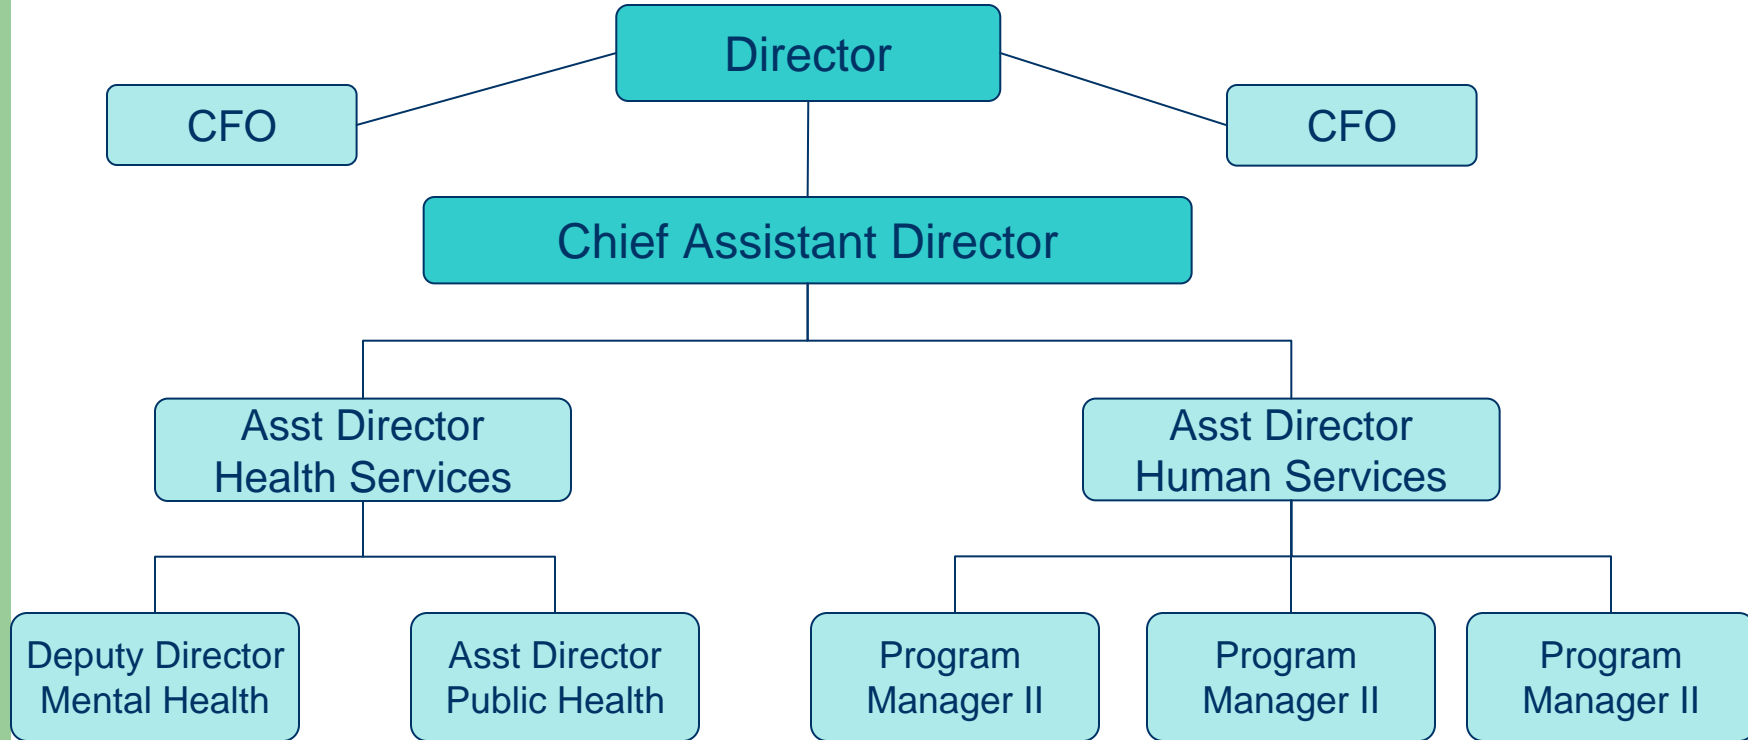 Director
CFO
CFO
Chief Assistant Director
Asst Director
Health Services
Asst Director
Human Services
Deputy Director
Mental Health
Asst Director
Public Health
Program
Manager II
Program
Manager II
Program
Manager II